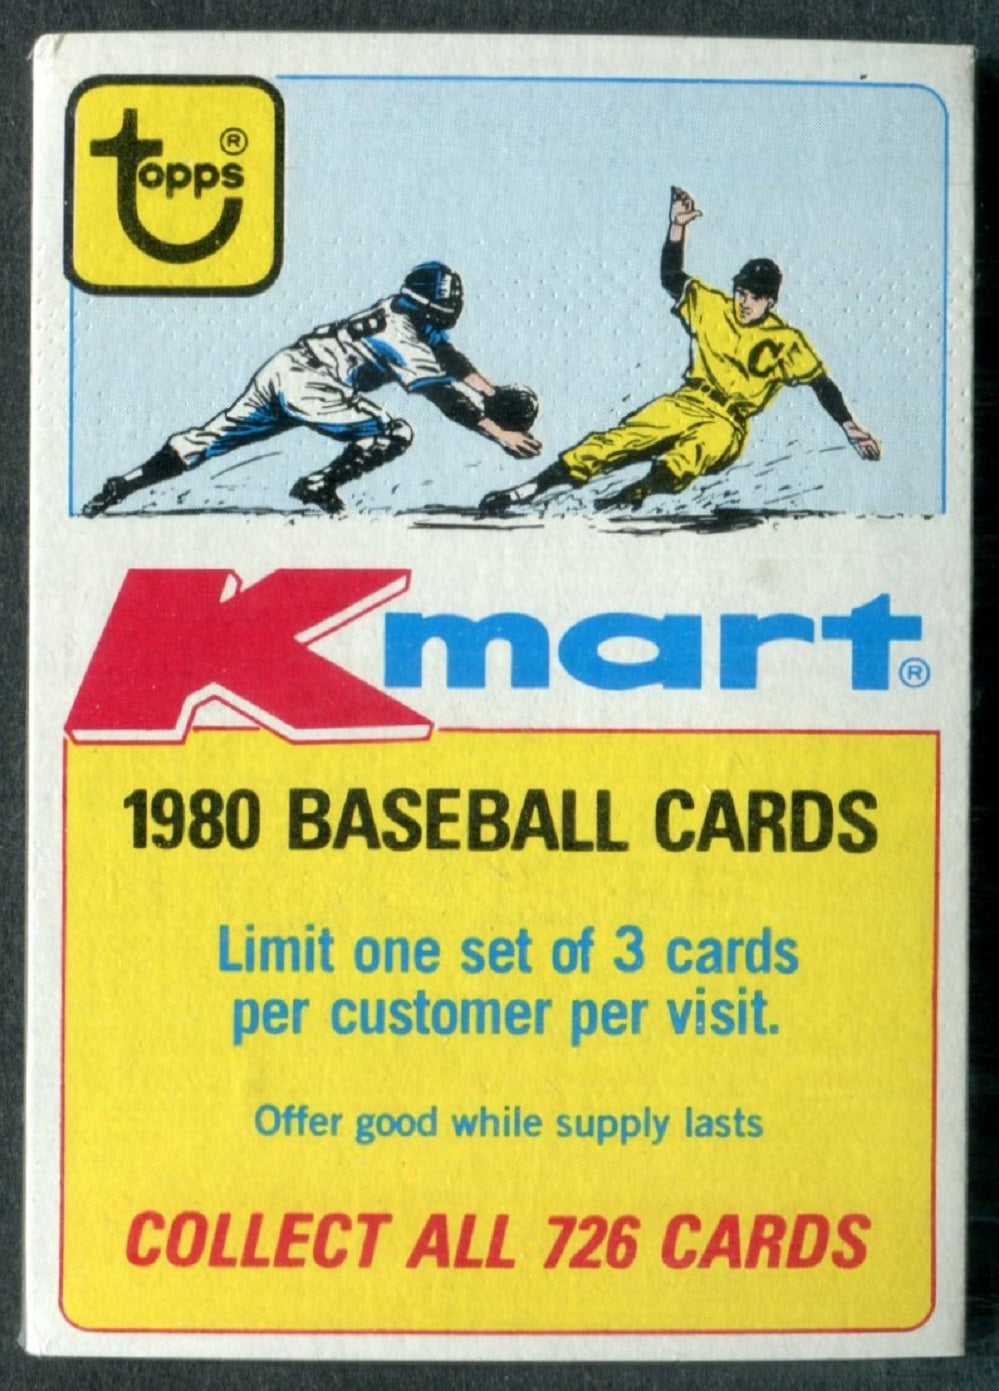 topps®
8
C
Kmart®
1980 BASEBALL CARDS
Limit one set of 3 cards
per customer per visit.
Offer good while supply lasts
COLLECT ALL 726 CARDS